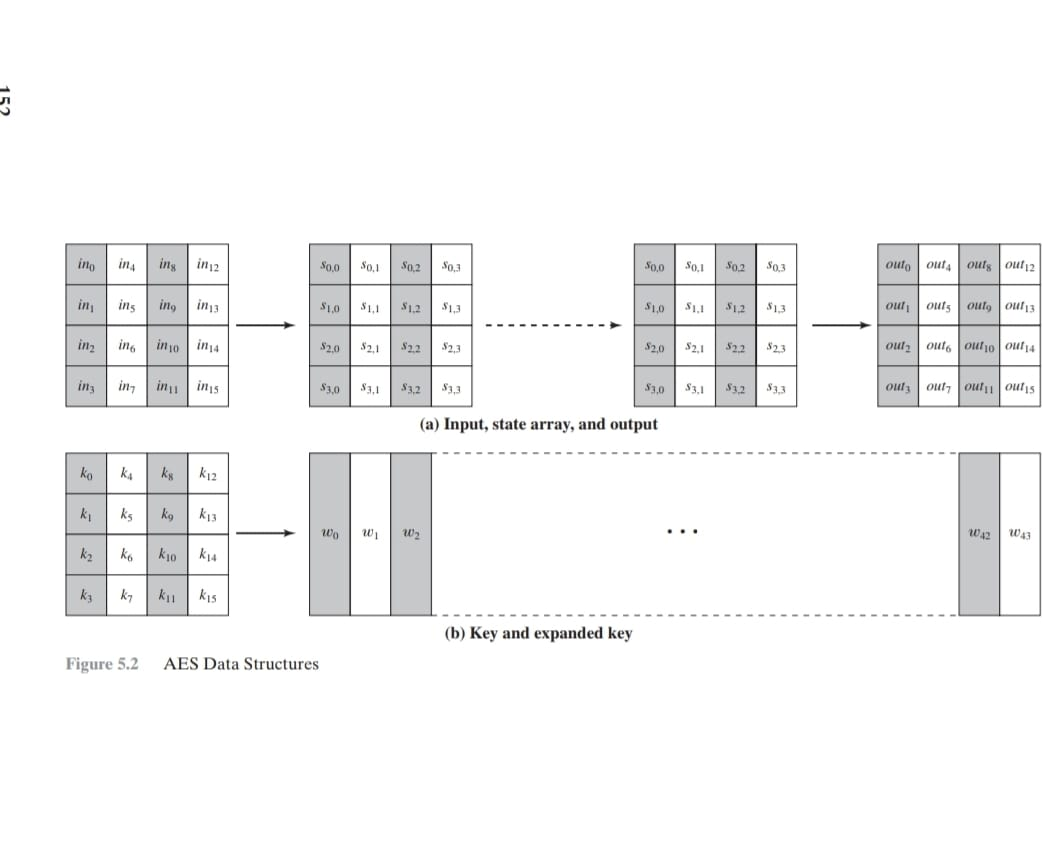 152
in₀ in₄ in₈ in₁₂ s₀,₀ s₀,₁ s₀,₂ s₀,₃ s₀,₀ s₀,₁ s₀,₂ s₀,₃ out₀ out₄ out₈ out₁₂
in₁ in₅ in₉ in₁₃ s₁,₀ s₁,₁ s₁,₂ s₁,₃ s₁,₀ s₁,₁ s₁,₂ s₁,₃ out₁ out₅ out₉ out₁₃
in₂ in₆ in₁₀ in₁₄ s₂,₀ s₂,₁ s₂,₂ s₂,₃ s₂,₀ s₂,₁ s₂,₂ s₂,₃ out₂ out₆ out₁₀ out₁₄
in₃ in₇ in₁₁ in₁₅ s₃,₀ s₃,₁ s₃,₂ s₃,₃ s₃,₀ s₃,₁ s₃,₂ s₃,₃ out₃ out₇ out₁₁ out₁₅
(a) Input, state array, and output
k₀ k₄ k₈ k₁₂
k₁ k₅ k₉ k₁₃
w₀ w₁ w₂ • • • w₄₂ w₄₃
k₂ k₆ k₁₀ k₁₄
k₃ k₇ k₁₁ k₁₅
(b) Key and expanded key
Figure 5.2 AES Data Structures